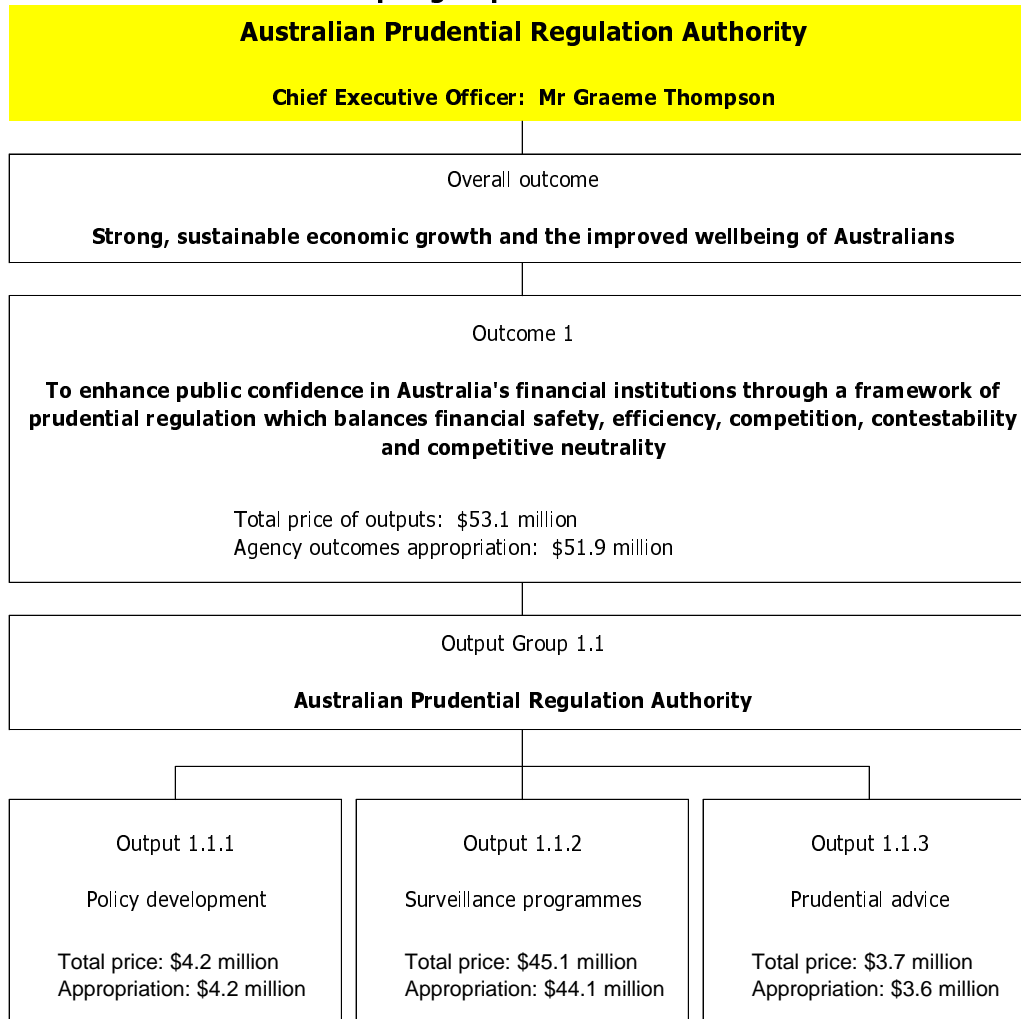 Australian Prudential Regulation Authority
Chief Executive Officer: Mr Graeme Thompson
Overall outcome
Strong, sustainable economic growth and the improved wellbeing of Australians
Outcome 1
To enhance public confidence in Australia's financial institutions through a framework of
prudential regulation which balances financial safety, efficiency, competition, contestability
and competitive neutrality
Total price of outputs: $53.1 million
Agency outcomes appropriation: $51.9 million
Output Group 1.1
Australian Prudential Regulation Authority
Output 1.1.1
Policy development
Total price: $4.2 million
Appropriation: $4.2 million
Output 1.1.2
Surveillance programmes
Total price: $45.1 million
Appropriation: $44.1 million
Output 1.1.3
Prudential advice
Total price: $3.7 million
Appropriation: $3.6 million